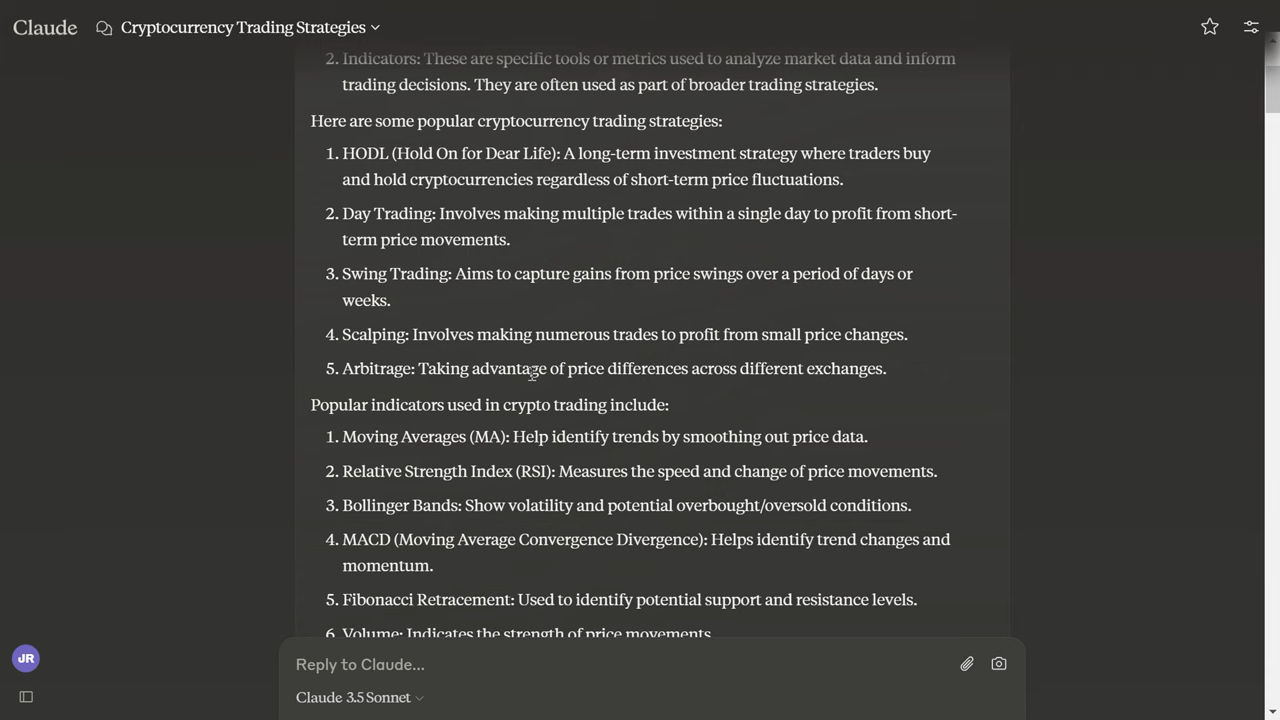 Claude
Cryptocurrency Trading Strategies
2. Indicators: These are specific tools or metrics used to analyze market data and inform
trading decisions. They are often used as part of broader trading strategies.
Here are some popular cryptocurrency trading strategies:
1. HODL (Hold On for Dear Life): A long-term investment strategy where traders buy
and hold cryptocurrencies regardless of short-term price fluctuations.
2. Day Trading: Involves making multiple trades within a single day to profit from short-
term price movements.
3. Swing Trading: Aims to capture gains from price swings over a period of days or
weeks.
4. Scalping: Involves making numerous trades to profit from small price changes.
5. Arbitrage: Taking advantage of price differences across different exchanges.
Popular indicators used in crypto trading include:
1. Moving Averages (MA): Help identify trends by smoothing out price data.
2. Relative Strength Index (RSI): Measures the speed and change of price movements.
3. Bollinger Bands: Show volatility and potential overbought/oversold conditions.
4. MACD (Moving Average Convergence Divergence): Helps identify trend changes and
momentum.
5. Fibonacci Retracement: Used to identify potential support and resistance levels.
6. Volume: Indicates the strength of price movements.
JR
Reply to Claude...
Claude 3.5 Sonnet